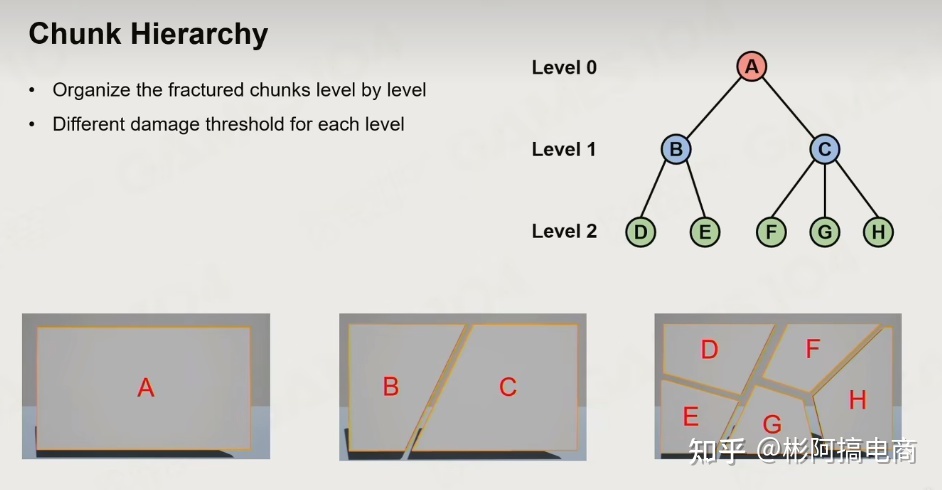 Chunk Hierarchy
• Organize the fractured chunks level by level
• Different damage threshold for each level
Level 0
A
Level 1
B
C
Level 2
D
E
F
G
H
A
B
C
D
F
E
G
H
知乎 @彬阿搞电商